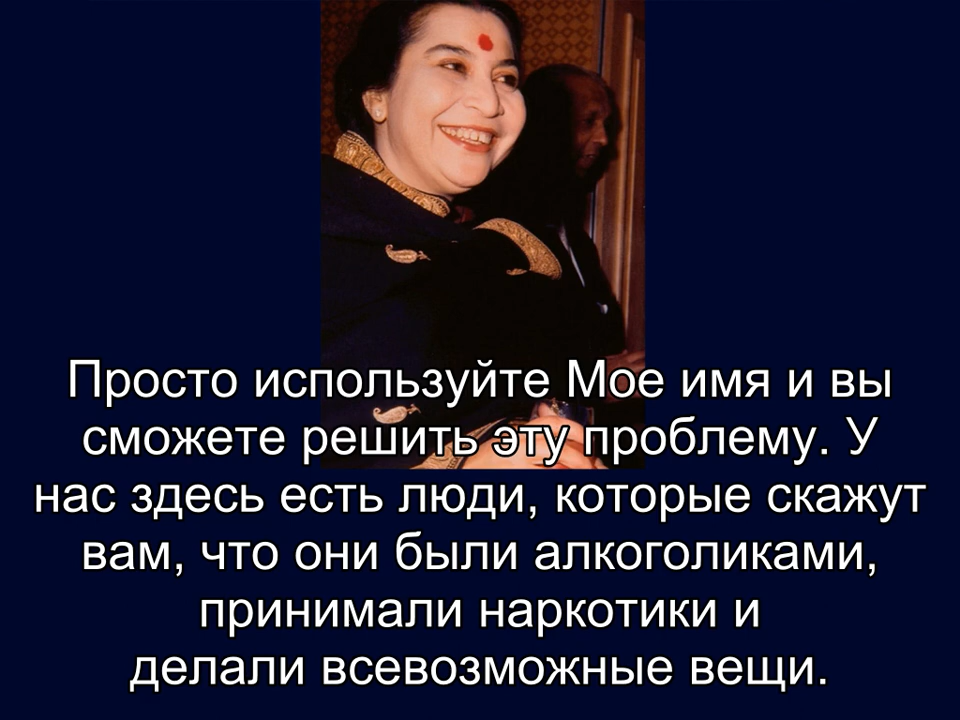 Просто используйте Мое имя и вы
сможете решить эту проблему. У
нас здесь есть люди, которые скажут
вам, что они были алкоголиками,
принимали наркотики и
делали всевозможные вещи.